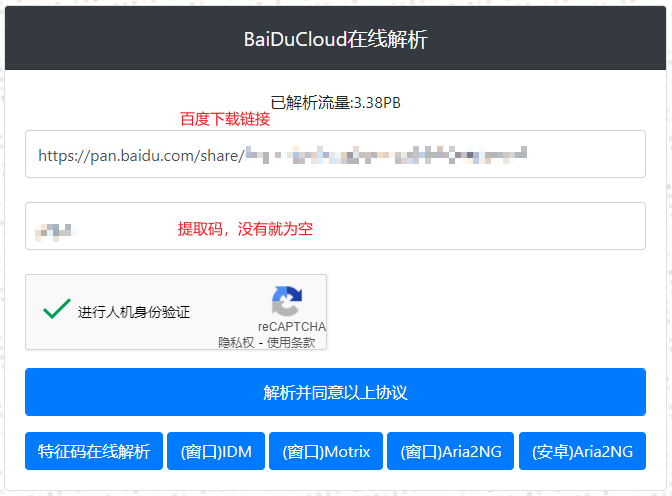 BaiDuCloud在线解析
已解析流量:3.38PB
百度下载链接
https://pan.baidu.com/share/
提取码，没有就为空
进行人机身份验证
reCAPTCHA
隐私权 - 使用条款
解析并同意以上协议
特征码在线解析
(窗口)IDM
(窗口)Motrix
(窗口)Aria2NG
(安卓)Aria2NG